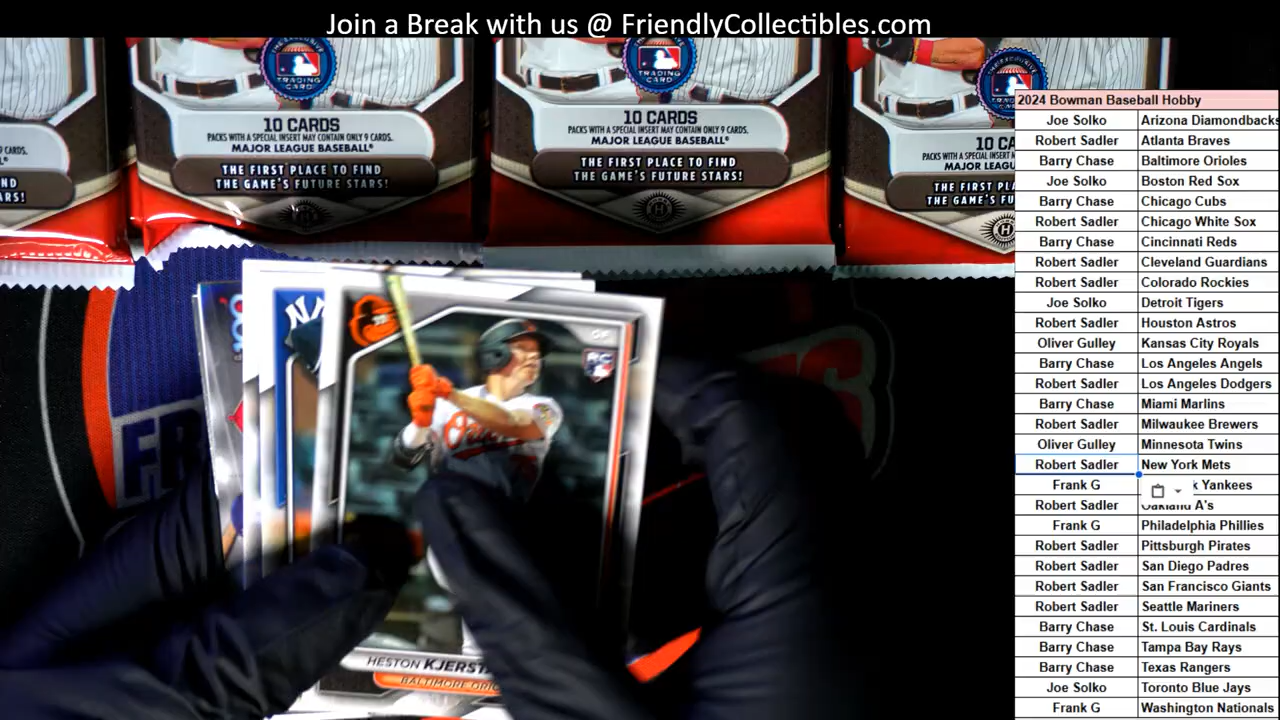 Join a Break with us @ FriendlyCollectibles.com
TRADING CARD
10 CARDS
PACKS WITH A SPECIAL INSERT MAY CONTAIN ONLY 9 CARDS.
MAJOR LEAGUE BASEBALL®
THE FIRST PLACE TO FIND
THE GAME'S FUTURE STARS!
10 CARDS
PACKS WITH A SPECIAL INSERT MAY CONTAIN ONLY 9 CARDS.
MAJOR LEAGUE BASEBALL®
THE FIRST PLACE TO FIND
THE GAME'S FUTURE STARS!
OF
RC
HESTON KJERST
BALTIMORE
FR
2024 Bowman Baseball Hobby
Joe Solko Arizona Diamondbacks
Robert Sadler Atlanta Braves
Barry Chase Baltimore Orioles
Joe Solko Boston Red Sox
Barry Chase Chicago Cubs
Robert Sadler Chicago White Sox
Barry Chase Cincinnati Reds
Robert Sadler Cleveland Guardians
Robert Sadler Colorado Rockies
Joe Solko Detroit Tigers
Robert Sadler Houston Astros
Oliver Gulley Kansas City Royals
Barry Chase Los Angeles Angels
Robert Sadler Los Angeles Dodgers
Barry Chase Miami Marlins
Robert Sadler Milwaukee Brewers
Oliver Gulley Minnesota Twins
Robert Sadler New York Mets
Frank G k Yankees
Robert Sadler Oakland A's
Frank G Philadelphia Phillies
Robert Sadler Pittsburgh Pirates
Robert Sadler San Diego Padres
Robert Sadler San Francisco Giants
Robert Sadler Seattle Mariners
Barry Chase St. Louis Cardinals
Barry Chase Tampa Bay Rays
Barry Chase Texas Rangers
Joe Solko Toronto Blue Jays
Frank G Washington Nationals